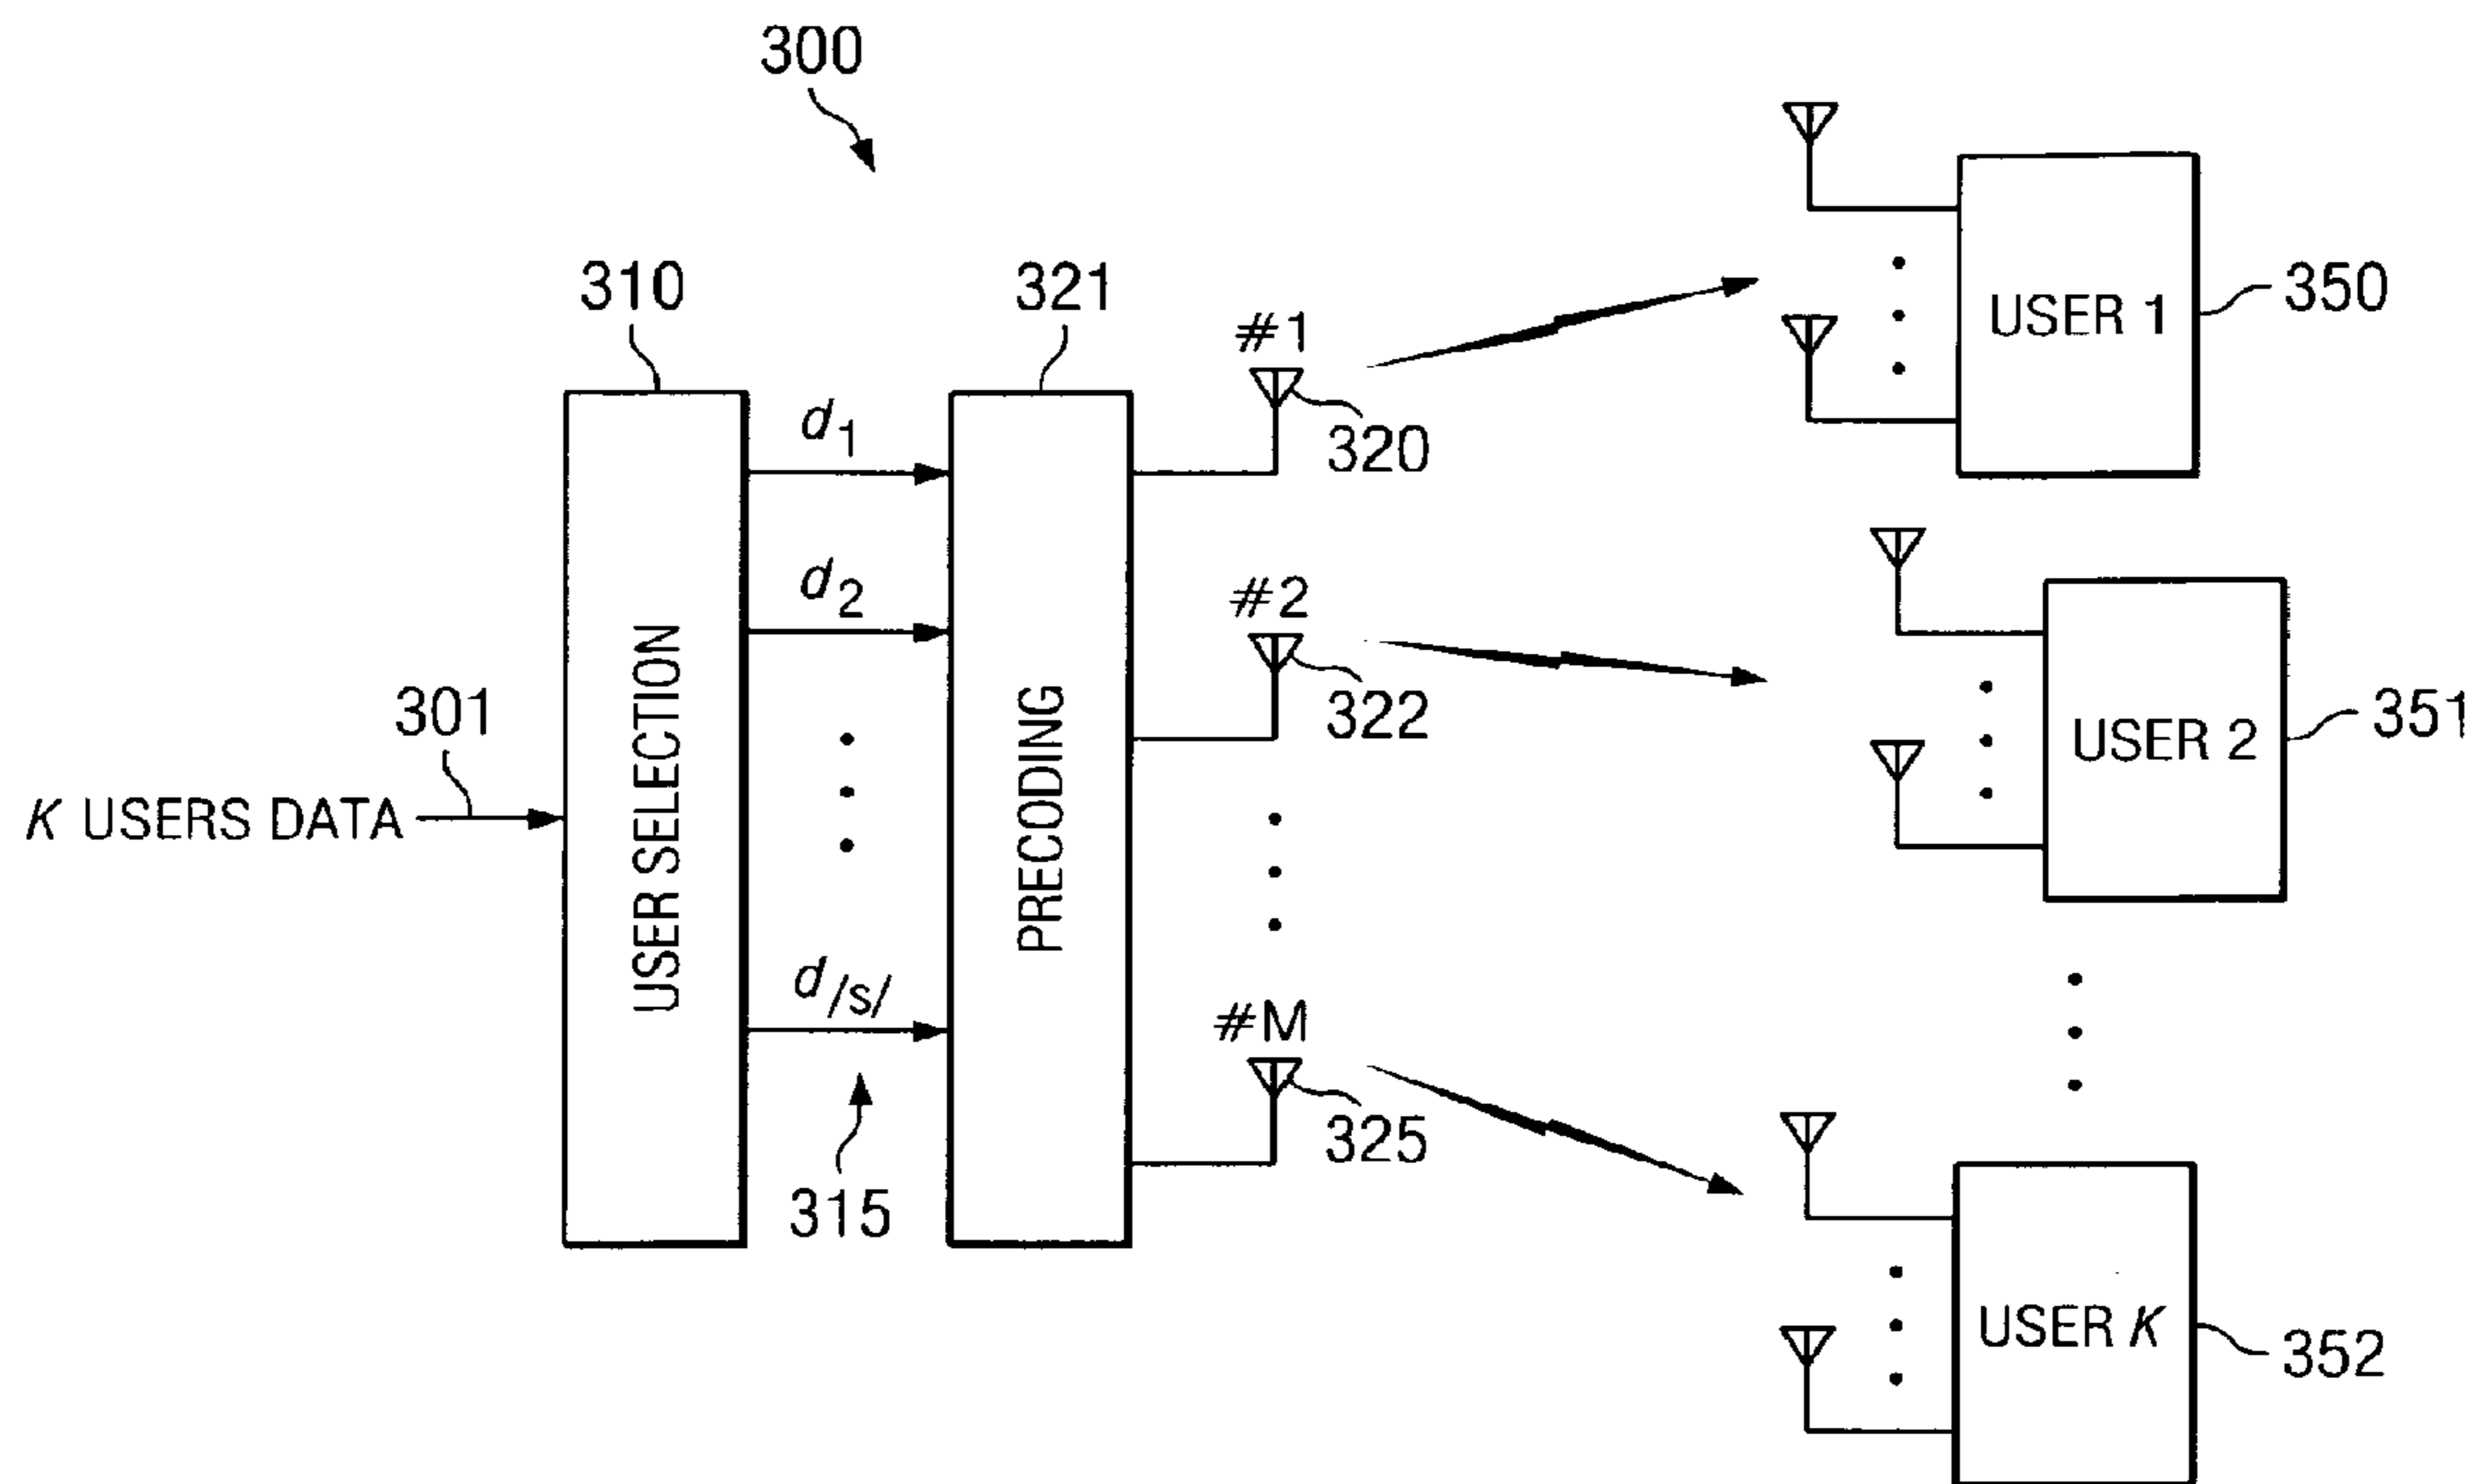 300
310
321
#1
320
USER 1
350
d1
d2
#2
322
USER 2
351
301
K USERS DATA
USER SELECTION
PRECODING
d/s/
#M
325
315
USER K
352